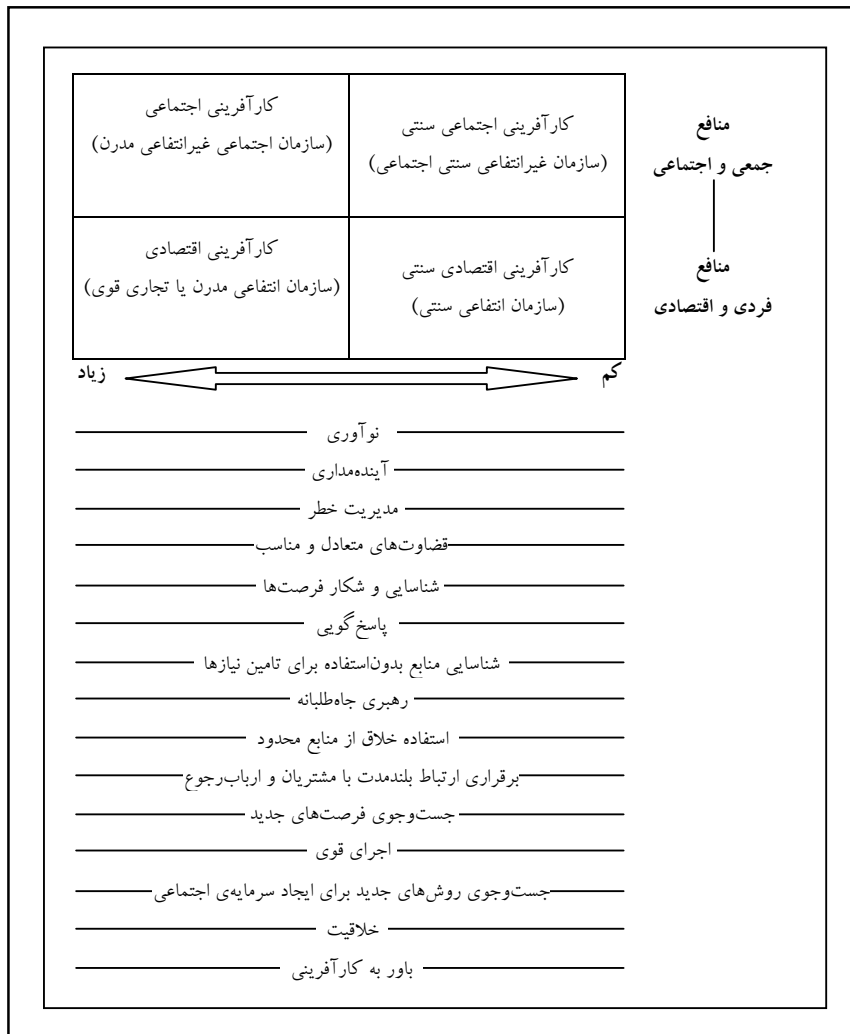 منافع
جمعی و اجتماعی
کارآفرینی اجتماعی سنتی
(سازمان غیرانتفاعی سنتی اجتماعی)
کارآفرینی اجتماعی
(سازمان اجتماعی غیرانتفاعی مدرن)
منافع
فردی و اقتصادی
کارآفرینی اقتصادی سنتی
(سازمان انتفاعی سنتی)
کارآفرینی اقتصادی
(سازمان انتفاعی مدرن یا تجاری قوی)
کم
زیاد
نوآوری
آینده‌مداری
مدیریت خطر
قضاوت‌های متعادل و مناسب
شناسایی و شکار فرصت‌ها
پاسخ‌گویی
شناسایی منابع بدون‌استفاده برای تامین نیازها
رهبری جاه‌طلبانه
استفاده خلاق از منابع محدود
برقراری ارتباط بلندمدت با مشتریان و ارباب‌رجوع
جست‌وجوی فرصت‌های جدید
اجرای قوی
جست‌وجوی روش‌های جدید برای ایجاد سرمایه‌ی اجتماعی
خلاقیت
باور به کارآفرینی